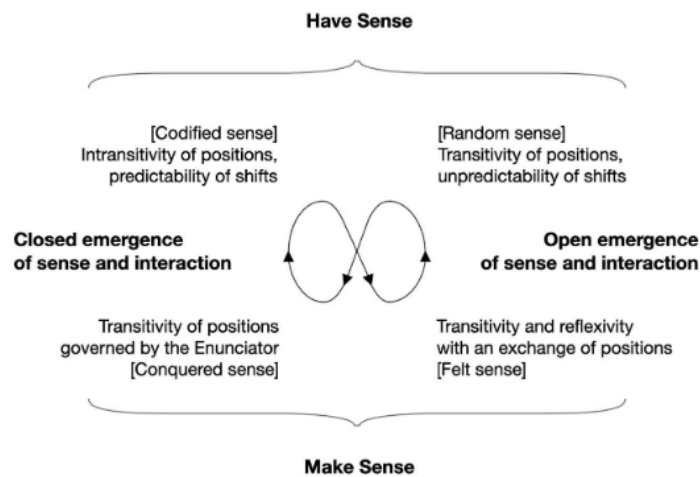 Have Sense
[Codified sense]
Intransitivity of positions,
predictability of shifts
[Random sense]
Transitivity of positions,
unpredictability of shifts
Closed emergence
of sense and interaction
Open emergence
of sense and interaction
Transitivity of positions
governed by the Enunciator
[Conquered sense]
Transitivity and reflexivity
with an exchange of positions
[Felt sense]
Make Sense